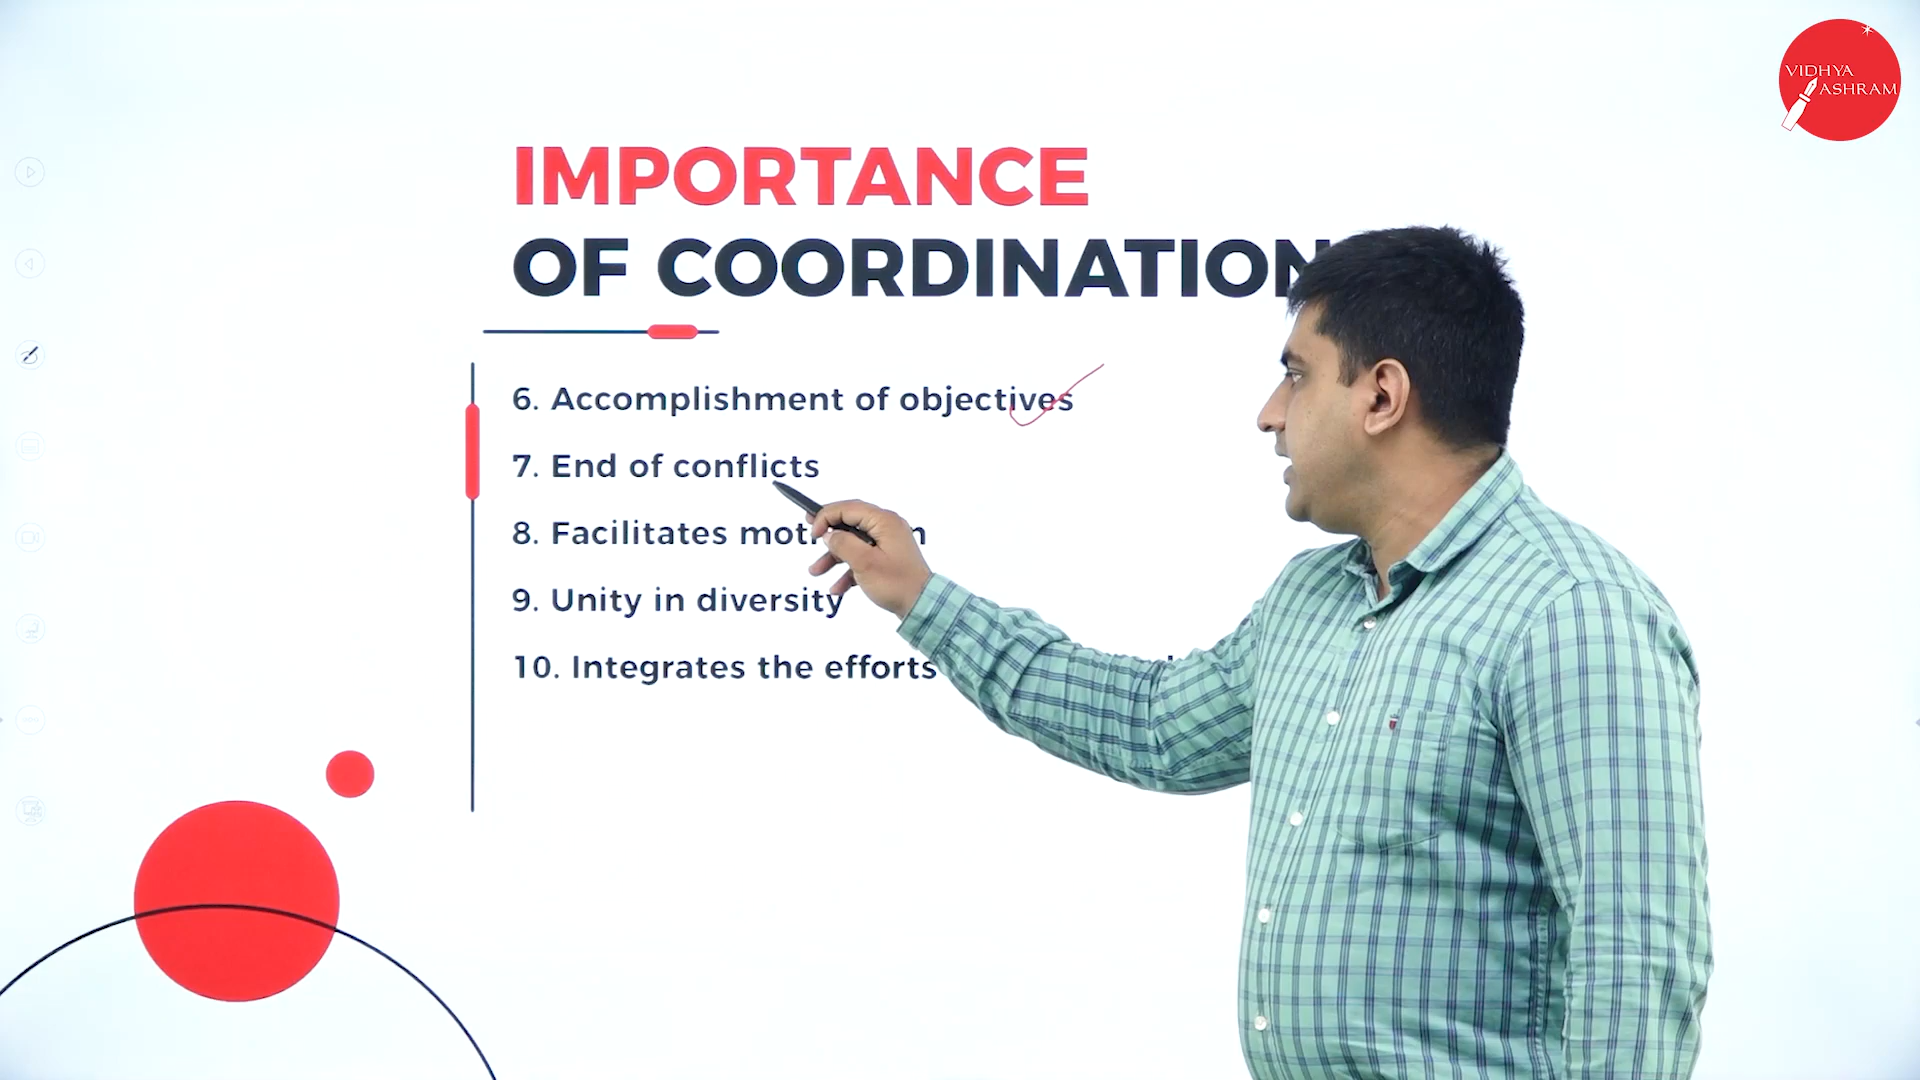 VIDHYA
ASHRAM
IMPORTANCE
OF COORDINATION
6. Accomplishment of objectives
7. End of conflicts
8. Facilitates
9. Unity in diversity
10. Integrates the efforts